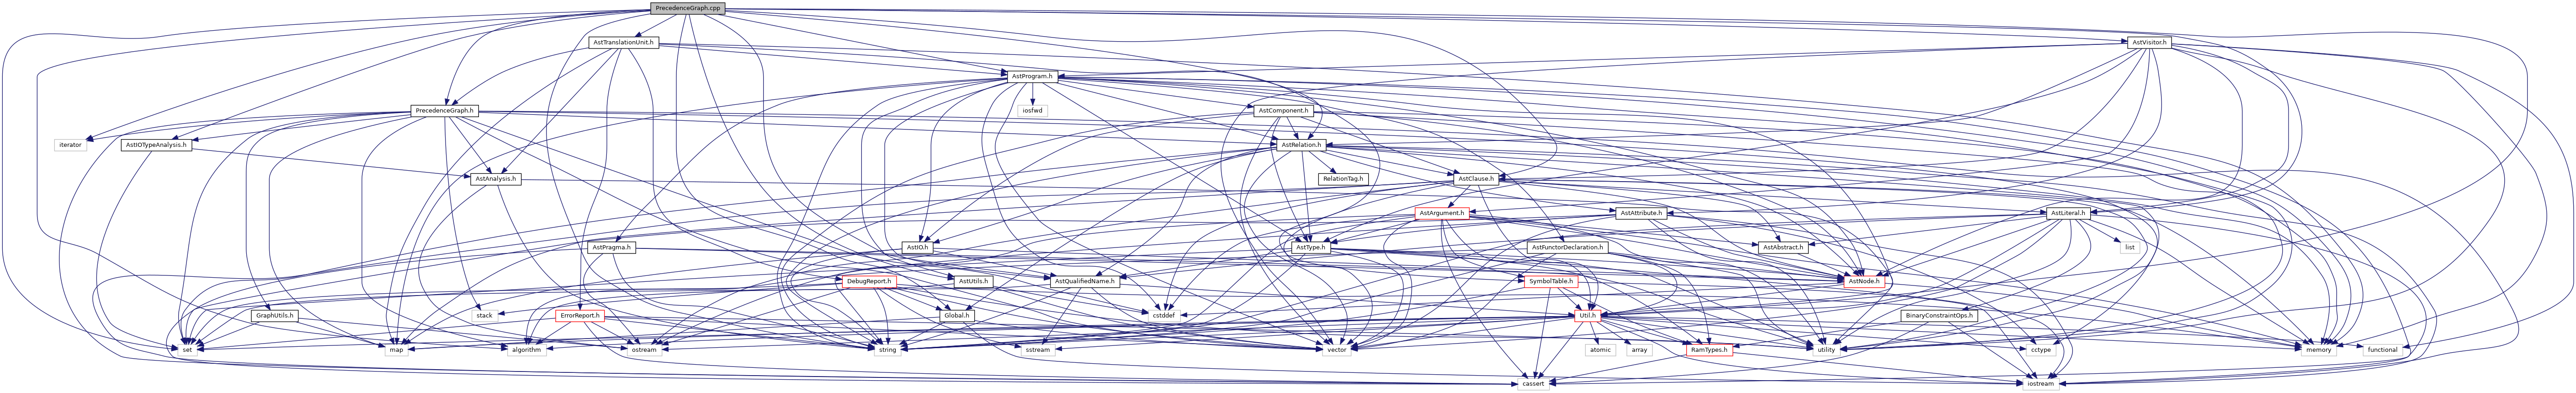 PrecedenceGraph.cpp
AstTranslationUnit.h
AstVisitor.h
AstProgram.h
PrecedenceGraph.h
iosfwd
AstComponent.h
iterator
AstIOTypeAnalysis.h
AstRelation.h
AstAnalysis.h
RelationTag.h
AstClause.h
AstArgument.h
AstAttribute.h
AstLiteral.h
AstPragma.h
AstIO.h
AstType.h
AstFunctorDeclaration.h
AstAbstract.h
list
DebugReport.h
AstUtils.h
AstQualifiedName.h
SymbolTable.h
AstNode.h
GraphUtils.h
stack
ErrorReport.h
Global.h
cstddef
Util.h
BinaryConstraintOps.h
set
map
algorithm
ostream
string
sstream
vector
atomic
array
RamTypes.h
utility
cctype
memory
functional
cassert
iostream